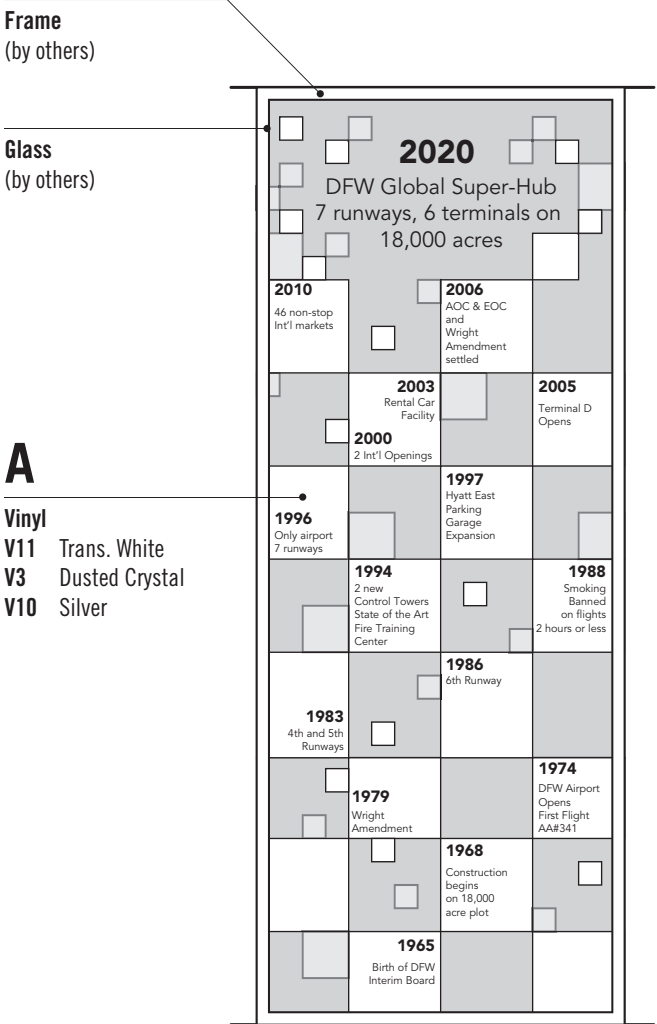 Frame
(by others)
Glass
(by others)
A
Vinyl
V11 Trans. White
V3 Dusted Crystal
V10 Silver
2020
DFW Global Super-Hub
7 runways, 6 terminals on
18,000 acres
2010
46 non-stop
Int'l markets
2006
AOC & EOC
and
Wright
Amendment
settled
2003
Rental Car
Facility
2000
2 Int'l Openings
2005
Terminal D
Opens
1996
Only airport
7 runways
1997
Hyatt East
Parking
Garage
Expansion
1994
2 new
Control Towers
State of the Art
Fire Training
Center
1988
Smoking
Banned
on flights
2 hours or less
1983
4th and 5th
Runways
1986
6th Runway
1979
Wright
Amendment
1974
DFW Airport
Opens
First Flight
AA#341
1968
Construction
begins
on 18,000
acre plot
1965
Birth of DFW
Interim Board